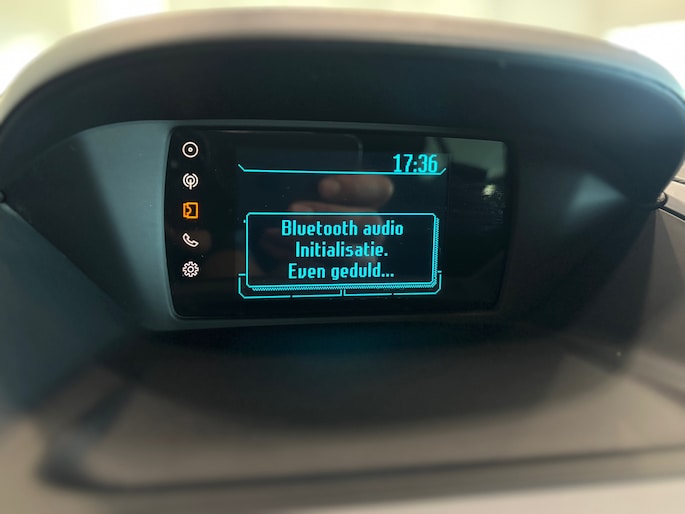 17:36
Bluetooth audio
Initialisatie.
Even geduld...